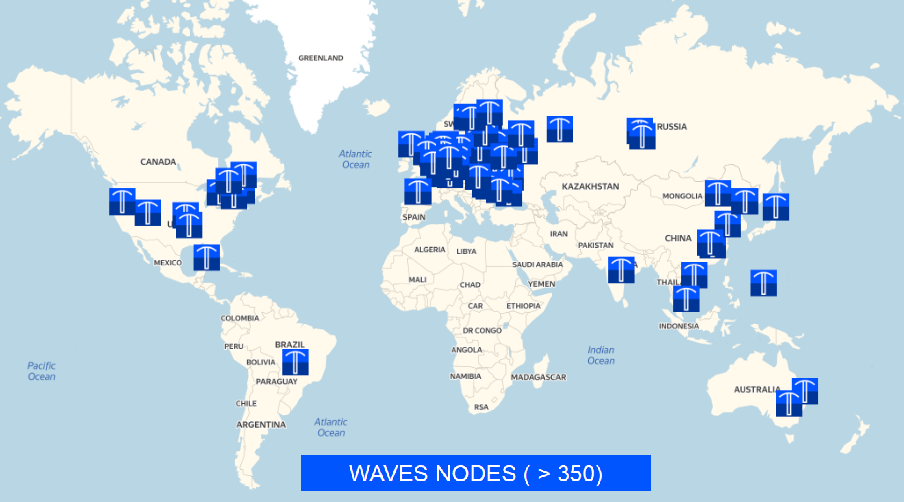 GREENLAND
CANADA
Atlantic
Ocean
SW
RUSSIA
KAZAKHSTAN
MONGOLIA
SPAIN
U
MEXICO
ALGERIA
LIBYA
IRAN
PAKISTAN
CHINA
SAUDI ARABIA
MALI
CHAD
YEMEN
A
THAIL
CAR
ETHIOPIA
COLOMBIA
DR CONGO
INDONESIA
PERU
BRAZIL
ANGOLA
Indian
Ocean
BOLIVIA
Pacific
Ocean
PARAGUAY
NAMIBIA
MADAGASCAR
AUSTRALIA
CHILE
RSA
ARGENTINA
Atlantic
Ocean
WAVES NODES ( > 350)